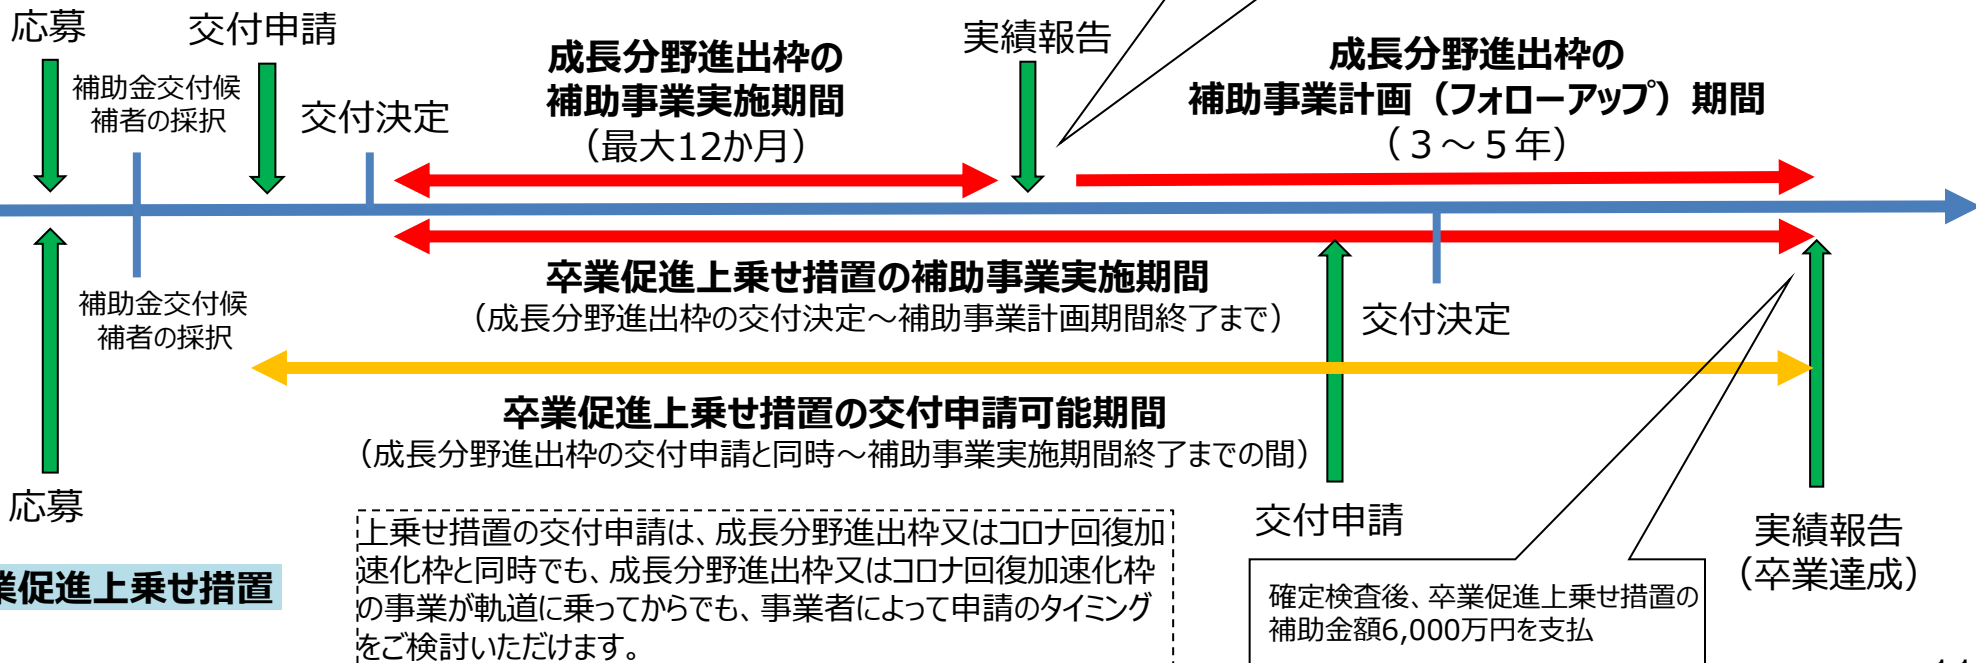 応募
交付申請
補助金交付候
補者の採択
交付決定
成長分野進出枠の
補助事業実施期間
（最大12か月）
実績報告
成長分野進出枠の
補助事業計画（フォローアップ）期間
（３～５年）
卒業促進上乗せ措置の補助事業実施期間
（成長分野進出枠の交付決定～補助事業計画期間終了まで）
補助金交付候
補者の採択
交付決定
卒業促進上乗せ措置の交付申請可能期間
（成長分野進出枠の交付申請と同時～補助事業実施期間終了までの間）
応募
業促進上乗せ措置
上乗せ措置の交付申請は、成長分野進出枠又はコロナ回復加
速化枠と同時でも、成長分野進出枠又はコロナ回復加速化枠
の事業が軌道に乗ってからでも、事業者によって申請のタイミング
をご検討いただけます。
交付申請
確定検査後、卒業促進上乗せ措置の
補助金額6,000万円を支払
実績報告
（卒業達成）